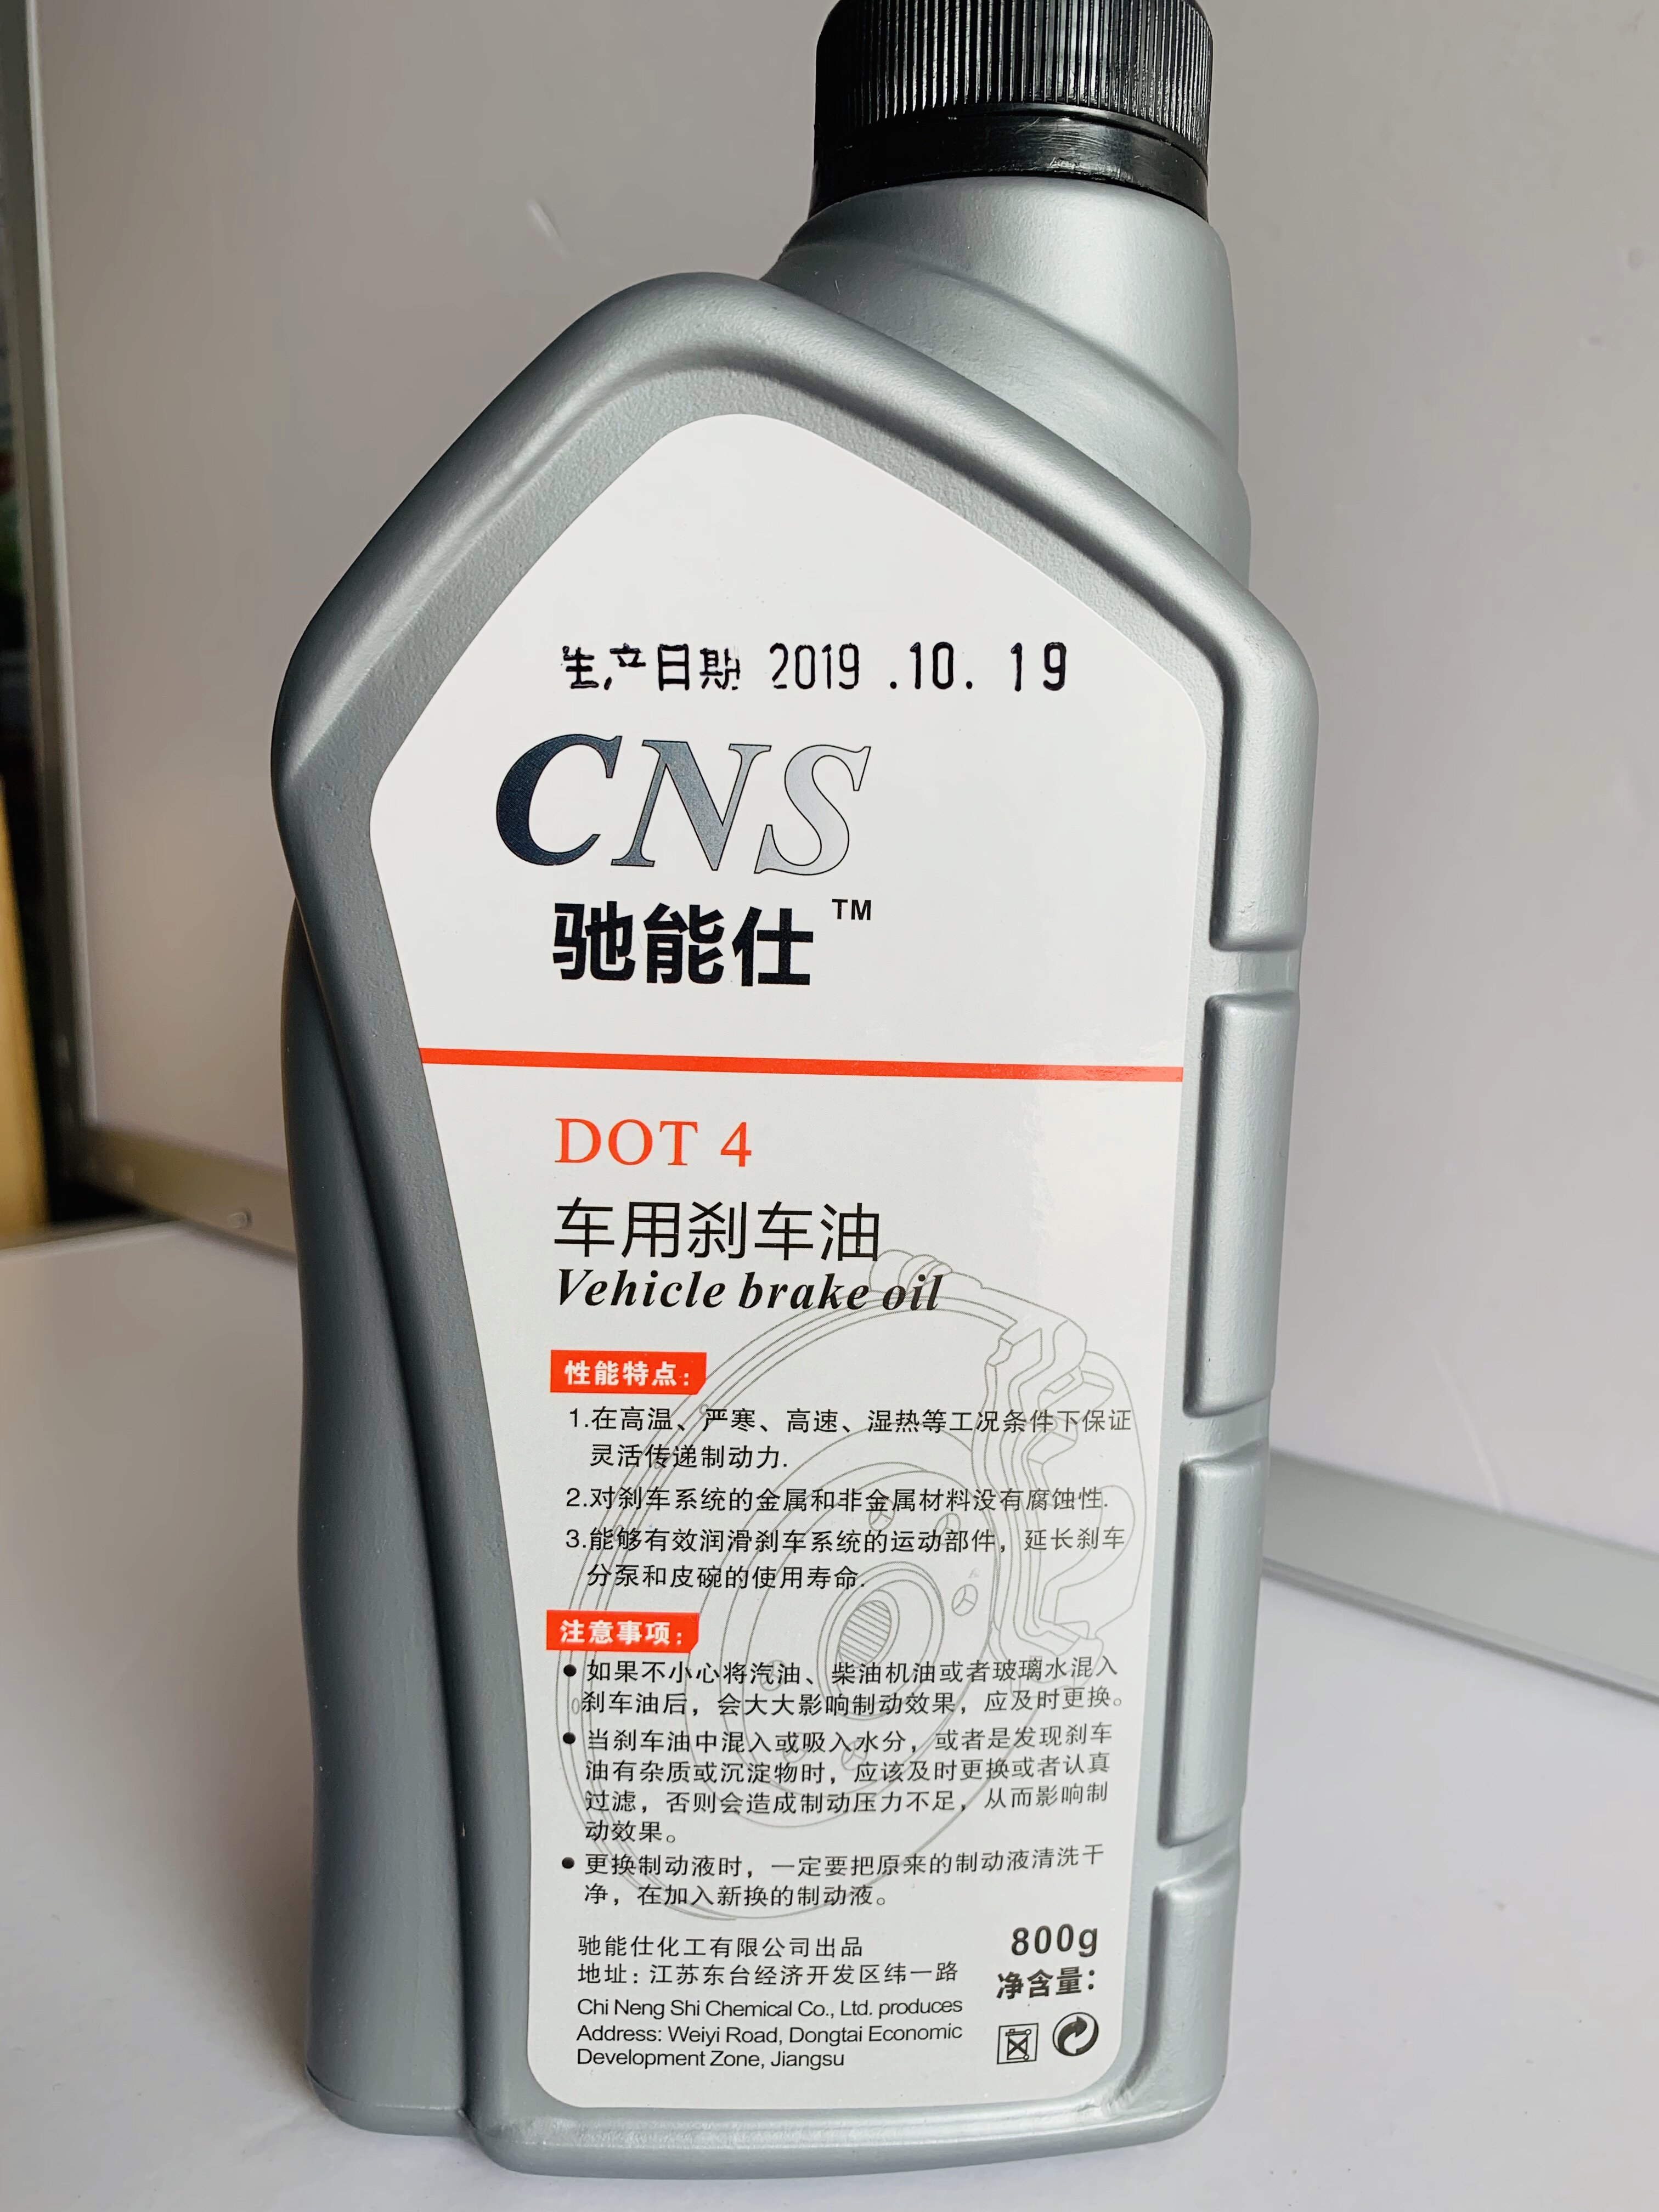 生产日期 2019 .10. 19
CNS
驰能仕™
DOT 4
车用刹车油
Vehicle brake oil
性能特点：
1.在高温、严寒、高速、湿热等工况条件下保证
灵活传递制动力.
2.对刹车系统的金属和非金属材料没有腐蚀性.
3.能够有效润滑刹车系统的运动部件，延长刹车
分泵和皮碗的使用寿命.
注意事项：
●如果不小心将汽油、柴油机油或者玻璃水混入
刹车油后，会大大影响制动效果，应及时更换。
●当刹车油中混入或吸入水分，或者是发现刹车
油有杂质或沉淀物时，应该及时更换或者认真
过滤，否则会造成制动压力不足，从而影响制
动效果。
●更换制动液时，一定要把原来的制动液清洗干
净，在加入新换的制动液。
800g
净含量：
驰能仕化工有限公司出品
地址：江苏东台经济开发区纬一路
Chi Neng Shi Chemical Co., Ltd. produces
Address: Weiyi Road, Dongtai Economic
Development Zone, Jiangsu